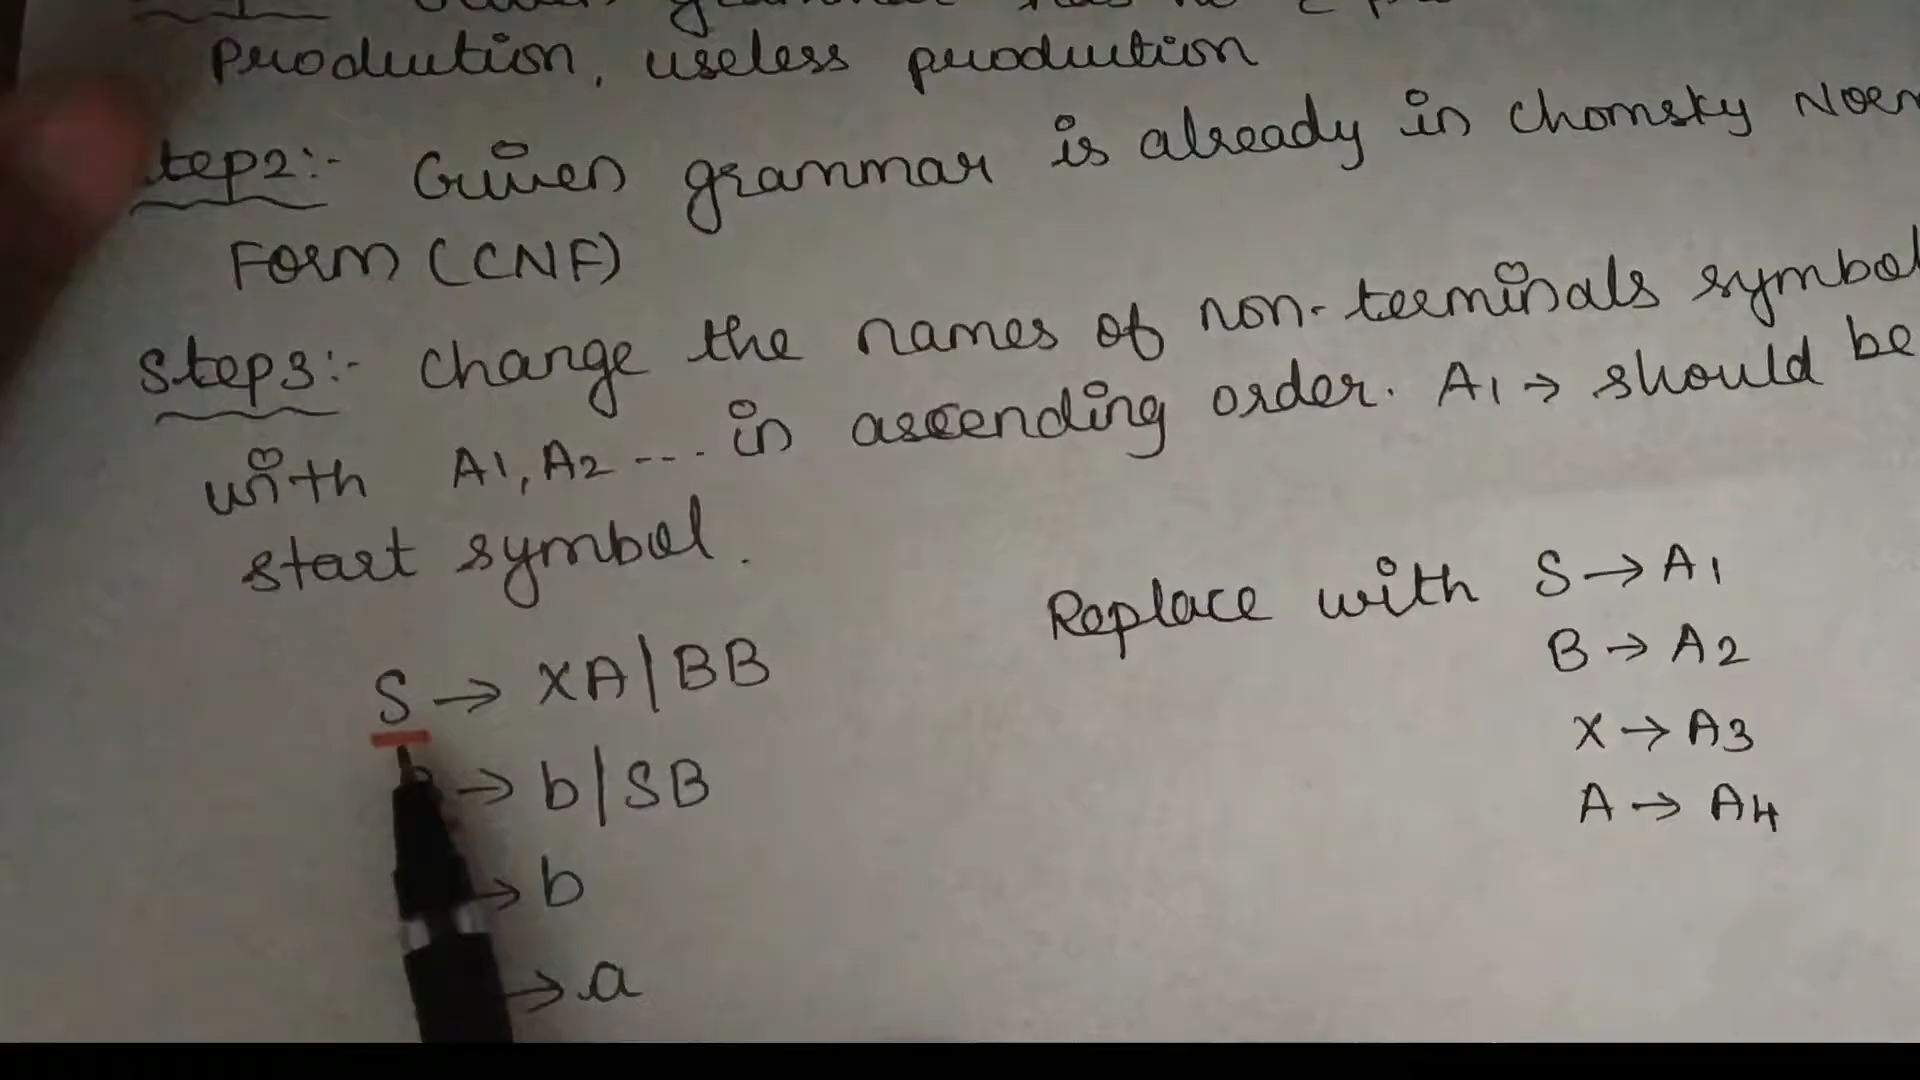 Production, useless production
tep2:- Given grammar is already in chomsky Nor
Form (CNF)
Step3:- change the names of non-terminals symbol
with A1, A2 --- in ascending order. A1 → should be
start symbol.
Replace with S → A1
B → A2
X → A3
A → A4
S → XA | BB
→ b | SB
→ b
→ a